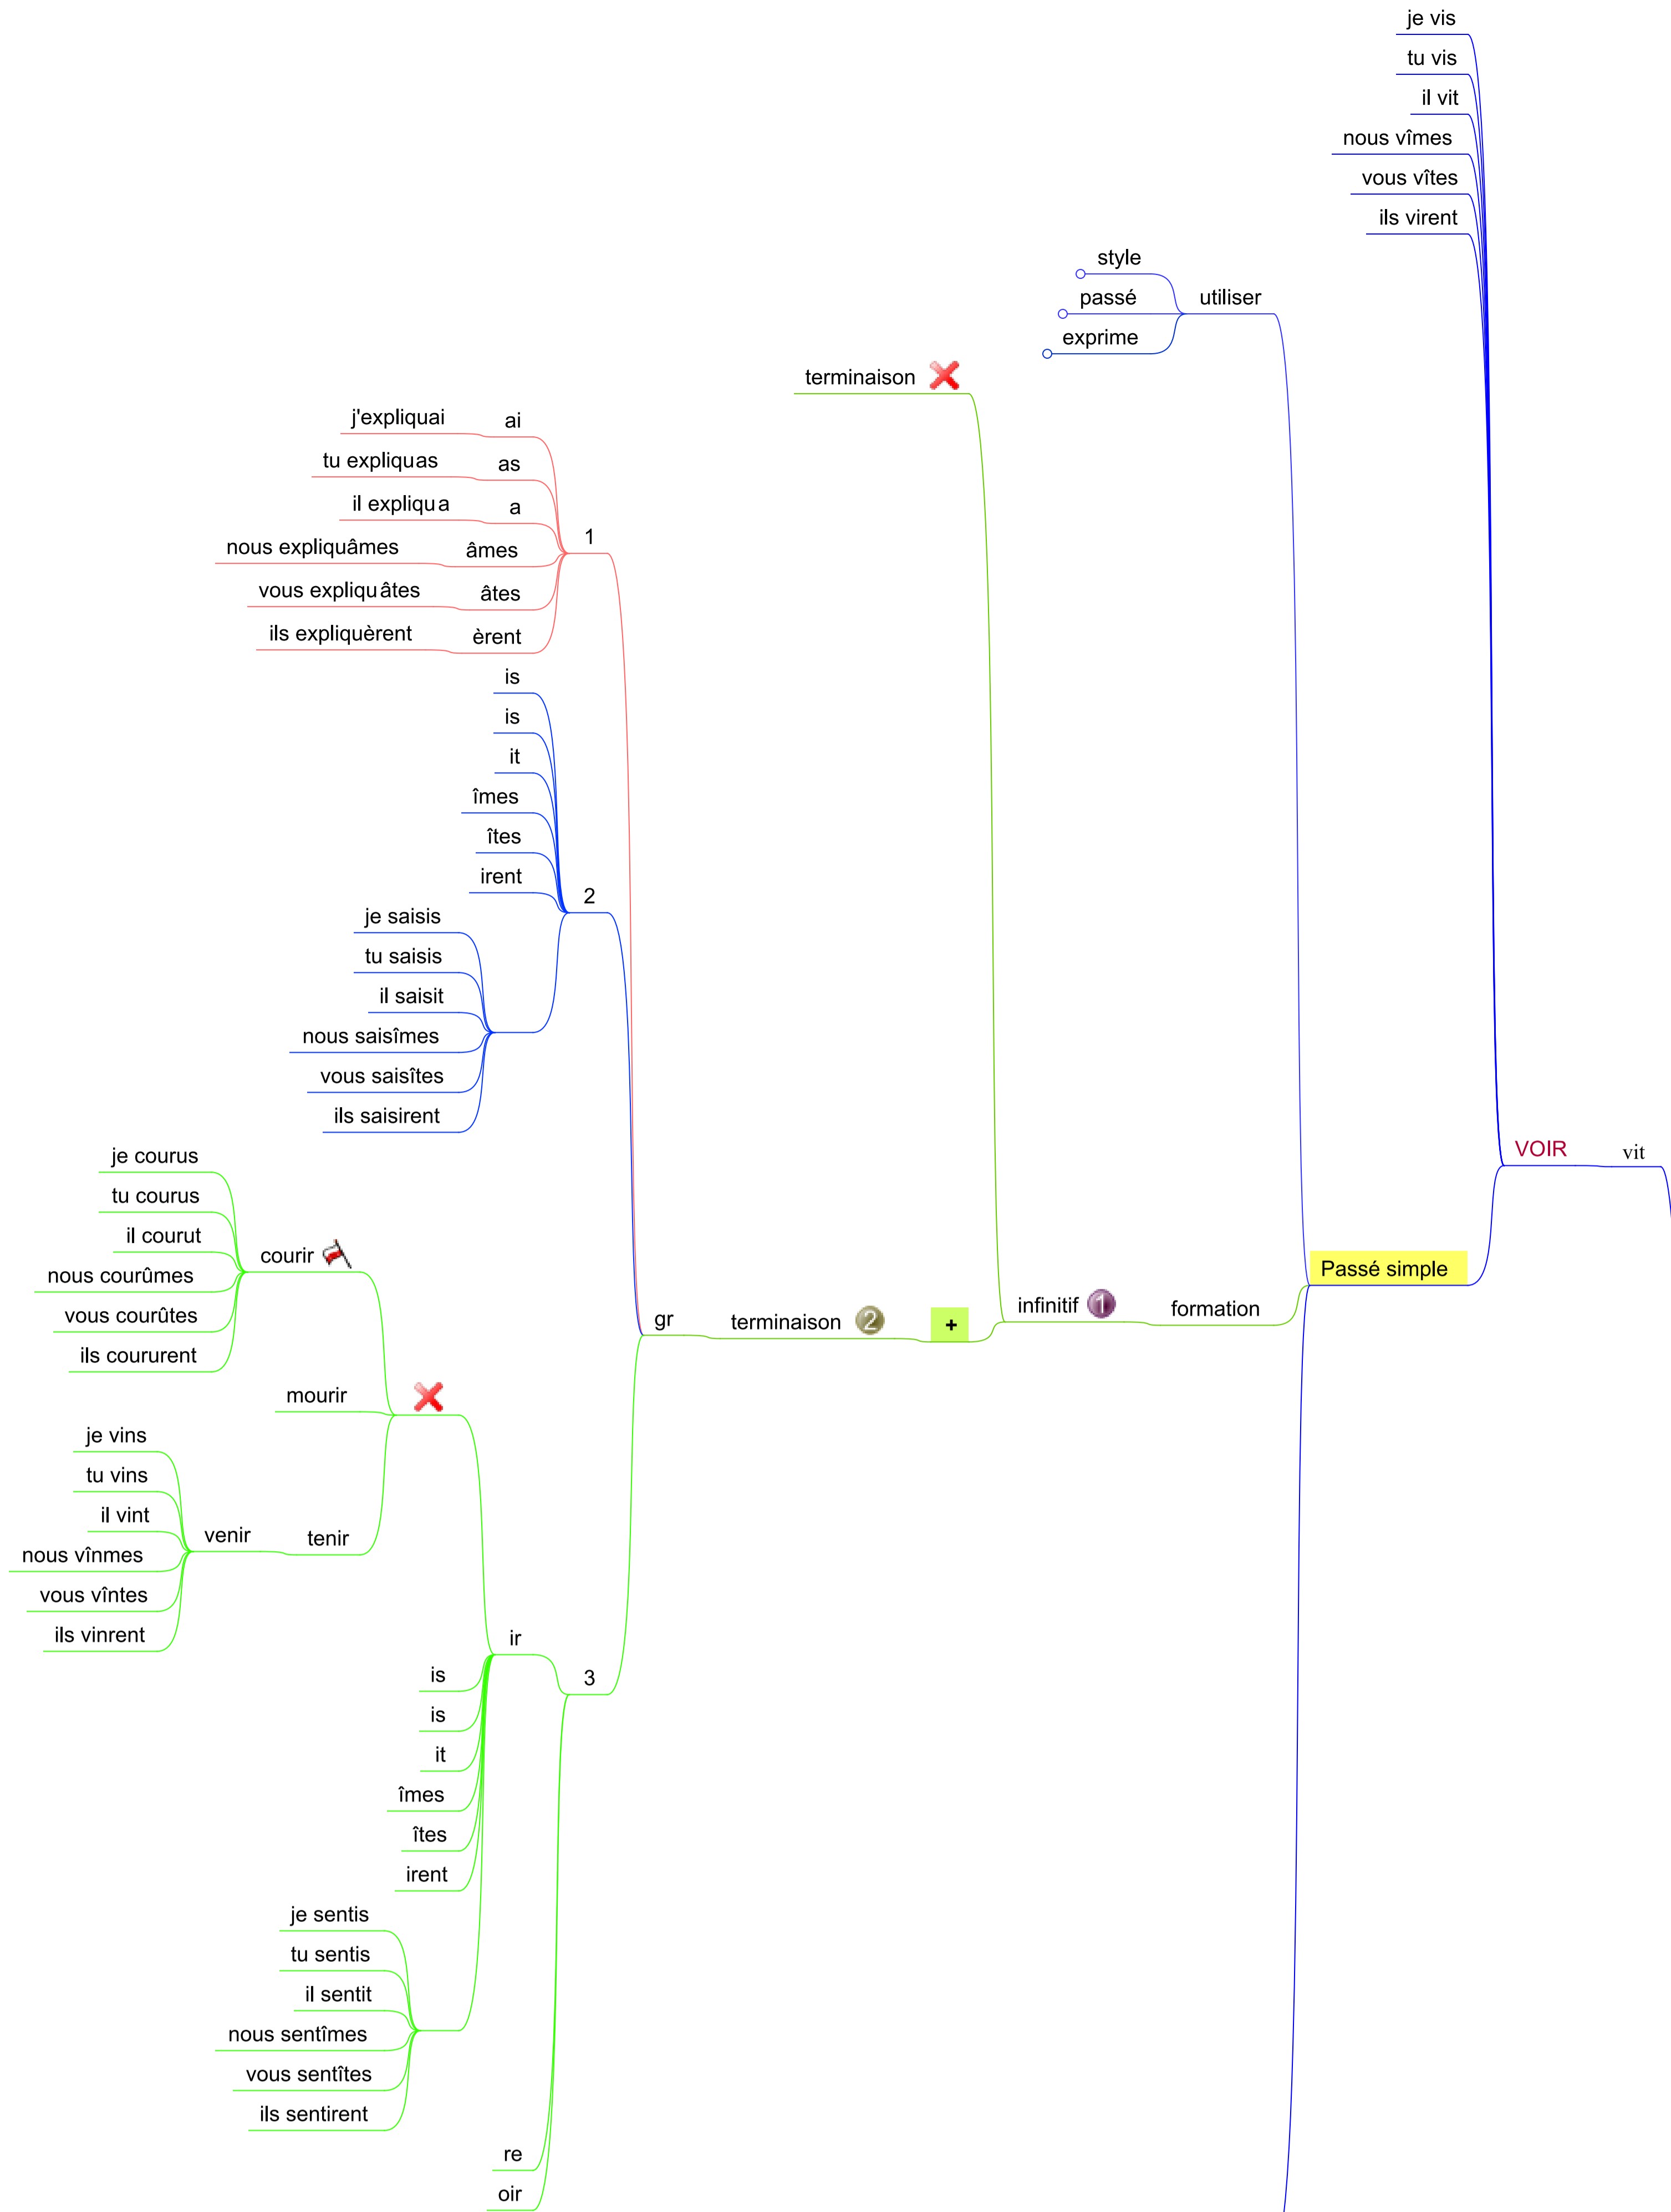 je vis
tu vis
il vit
nous vîmes
vous vîtes
ils virent
style
passé
exprime
utiliser
terminaison
j'expliquai
ai
tu expliquas
as
il expliqua
a
nous expliquâmes
âmes
vous expliquâtes
âtes
ils expliquèrent
èrent
1
is
is
it
îmes
îtes
irent
je saisis
tu saisis
il saisit
nous saisîmes
vous saisîtes
ils saisirent
2
je courus
tu courus
il courut
nous courûmes
vous courûtes
ils coururent
courir
mourir
je vins
tu vins
il vint
nous vînmes
vous vîntes
ils vinrent
venir
tenir
ir
is
is
it
îmes
îtes
irent
je sentis
tu sentis
il sentit
nous sentîmes
vous sentîtes
ils sentirent
re
oir
3
gr
terminaison 2
+
infinitif 1
formation
Passé simple
VOIR
vit